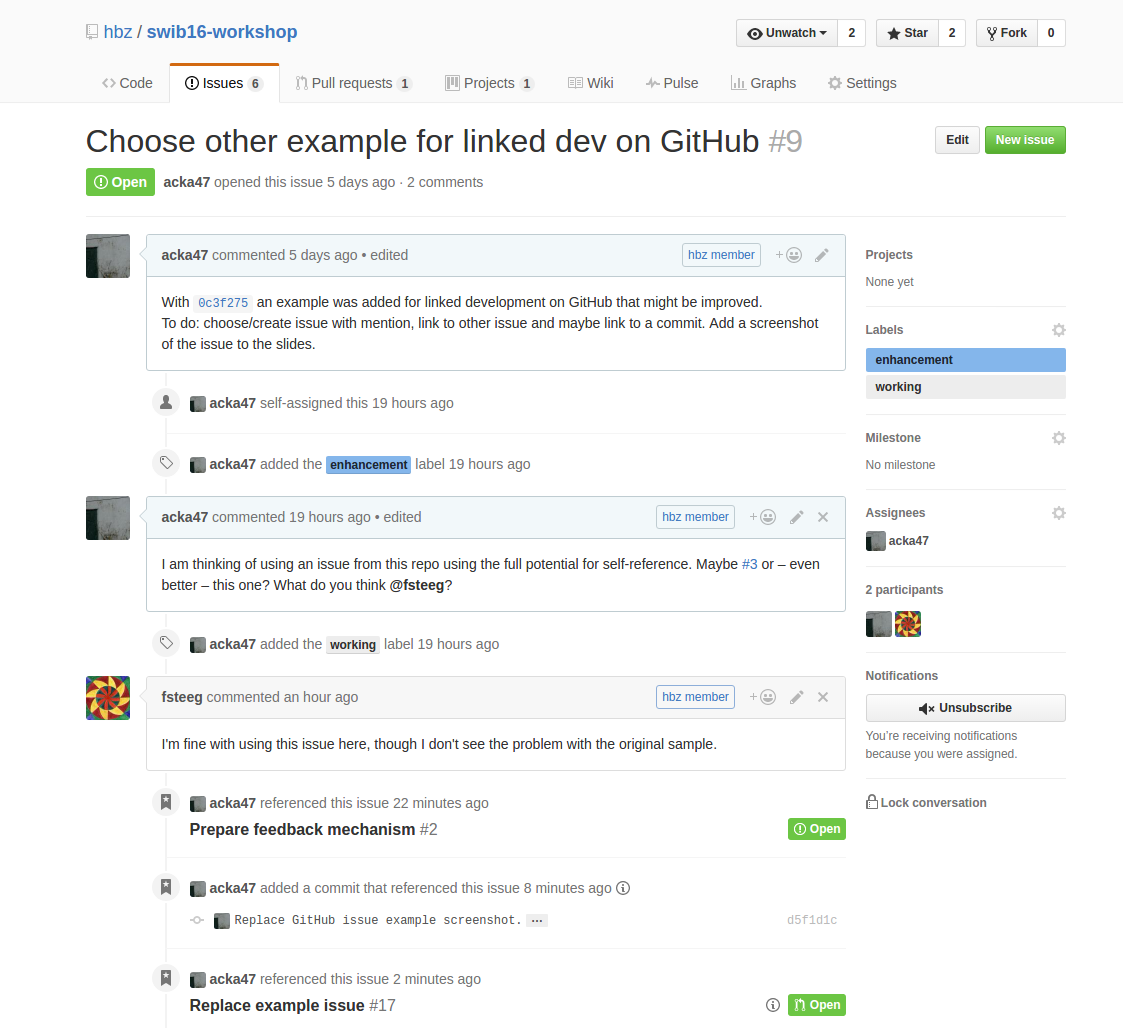 hbz / swib16-workshop
Unwatch 2 Star 2 Fork 0
Code Issues 6 Pull requests 1 Projects 1 Wiki Pulse Graphs Settings
Choose other example for linked dev on GitHub #9
Edit New issue
Open acka47 opened this issue 5 days ago · 2 comments
acka47 commented 5 days ago • edited hbz member
With 0c3f275 an example was added for linked development on GitHub that might be improved.
To do: choose/create issue with mention, link to other issue and maybe link to a commit. Add a screenshot
of the issue to the slides.
acka47 self-assigned this 19 hours ago
acka47 added the enhancement label 19 hours ago
acka47 commented 19 hours ago • edited hbz member
I am thinking of using an issue from this repo using the full potential for self-reference. Maybe #3 or – even
better – this one? What do you think @fsteeg?
acka47 added the working label 19 hours ago
fsteeg commented an hour ago hbz member
I'm fine with using this issue here, though I don't see the problem with the original sample.
acka47 referenced this issue 22 minutes ago
Prepare feedback mechanism #2 Open
acka47 added a commit that referenced this issue 8 minutes ago
Replace GitHub issue example screenshot. … d5f1d1c
acka47 referenced this issue 2 minutes ago
Replace example issue #17 Open
Projects
None yet
Labels
enhancement
working
Milestone
No milestone
Assignees
acka47
2 participants
Notifications
Unsubscribe
You're receiving notifications
because you were assigned.
Lock conversation